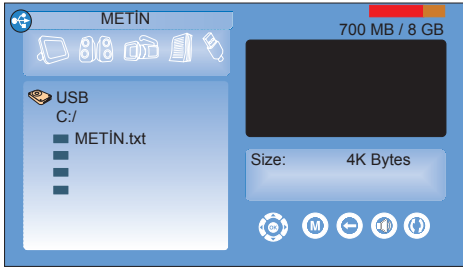 METİN
700 MB / 8 GB
USB
C:/
METİN.txt
Size: 4K Bytes
OK
M